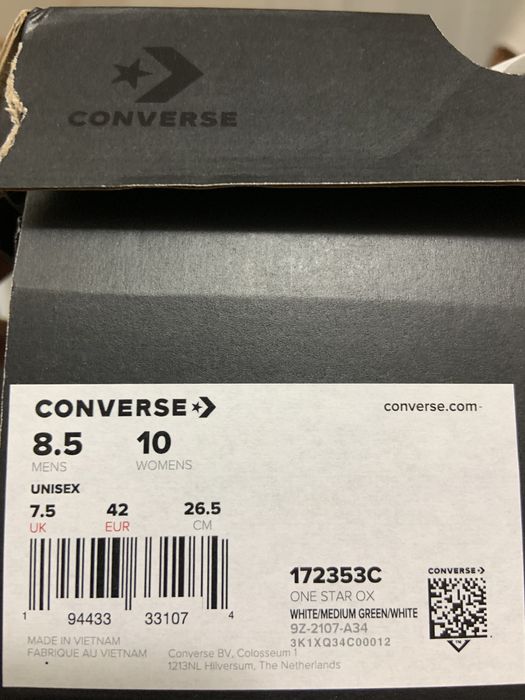 CONVERSE
CONVERSE
converse.com
8.5 10
MENS WOMENS
UNISEX
7.5 42 26.5
UK EUR CM
1 94433 33107 4
172353C
ONE STAR OX
WHITE/MEDIUM GREEN/WHITE
9Z-2107-A34
3K1XQ34C00012
CONVERSE
MADE IN VIETNAM
FABRIQUE AU VIETNAM
Converse BV, Colosseum 1
1213NL Hilversum, The Netherlands